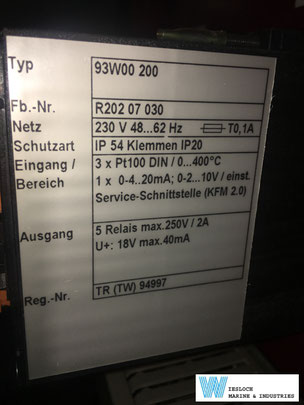 Typ 93W00 200
Fb.-Nr. R202 07 030
Netz 230 V 48...62 Hz T0,1A
Schutzart IP 54 Klemmen IP20
Eingang / 3 x Pt100 DIN / 0...400°C
Bereich 1 x 0-4..20mA; 0-2..10V / einst.
Service-Schnittstelle (KFM 2.0)
Ausgang 5 Relais max.250V / 2A
U+: 18V max.40mA
Reg.-Nr. TR (TW) 94997
W
WIESLOCH
MARINE & INDUSTRIES